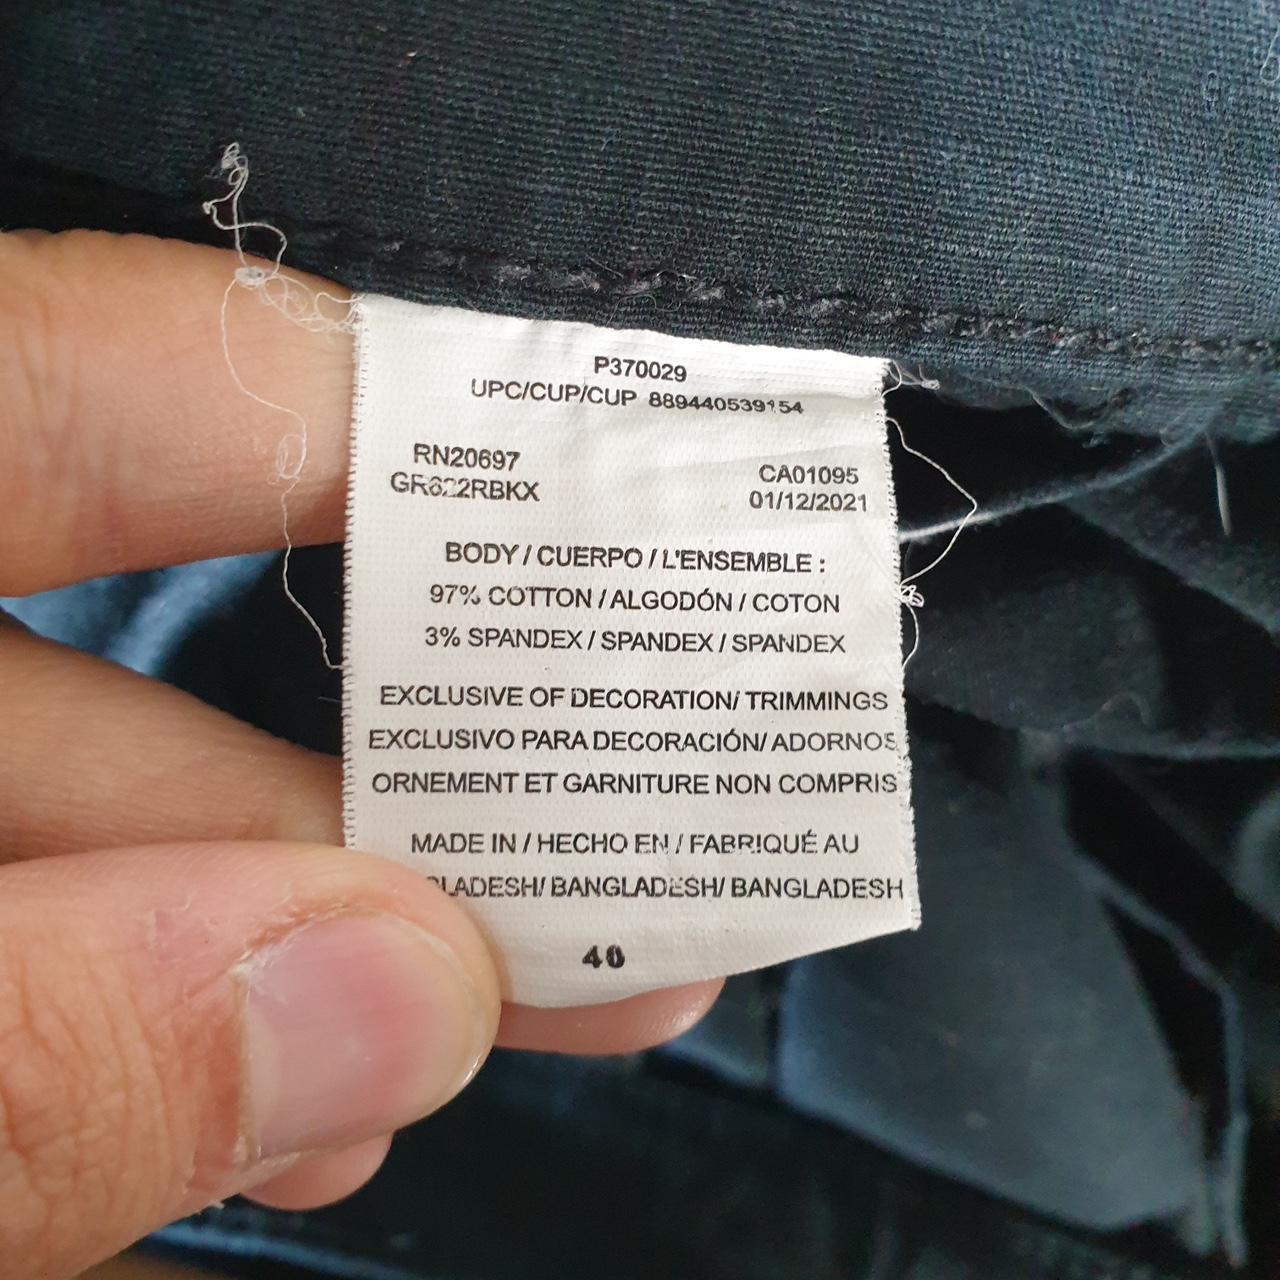 P370029
UPC/CUP/CUP 889440539154
RN20697 CA01095
GR622RBKX 01/12/2021
BODY / CUERPO / L'ENSEMBLE :
97% COTTON / ALGODÓN / COTON
3% SPANDEX / SPANDEX / SPANDEX
EXCLUSIVE OF DECORATION/ TRIMMINGS
EXCLUSIVO PARA DECORACIÓN/ ADORNOS
ORNEMENT ET GARNITURE NON COMPRIS
MADE IN / HECHO EN / FABRIQUÉ AU
GLADESH/ BANGLADESH/ BANGLADESH
40